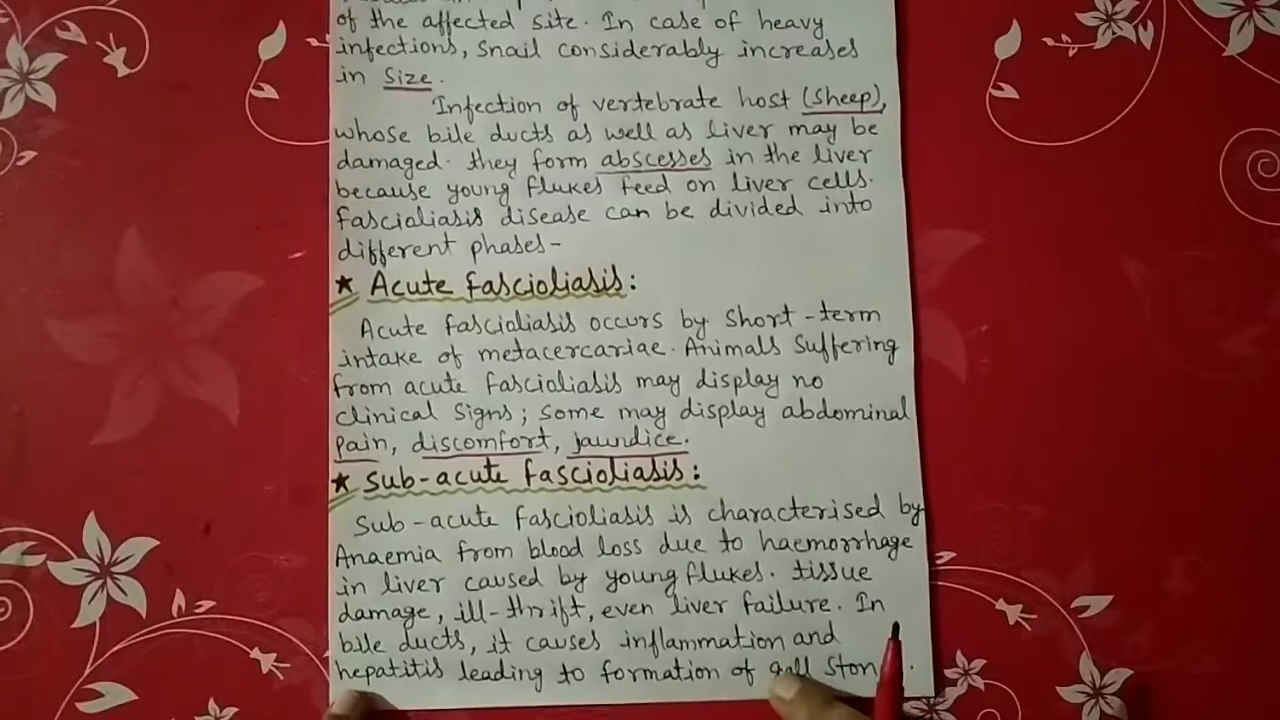 of the affected site. In case of heavy
infections, Snail considerably increases
in Size.
Infection of vertebrate host (Sheep),
whose bile ducts as well as liver may be
damaged. they form abscesses in the liver
because young flukes feed on liver cells.
Fascioliasis disease can be divided into
different phases-
★ Acute fascioliasis:
Acute fascioliasis occurs by Short-term
intake of metacercariae. Animals Suffering
from acute fascioliasis may display no
clinical Signs; some may display abdominal
pain, discomfort, jaundice.
★ Sub-acute fascioliasis:
Sub-acute fascioliasis is characterised by
Anaemia from blood loss due to haemorrhage
in liver caused by young flukes. tissue
damage, ill-thrift, even liver failure. In
bile ducts, it causes inflammation and
hepatitis leading to formation of gall Ston